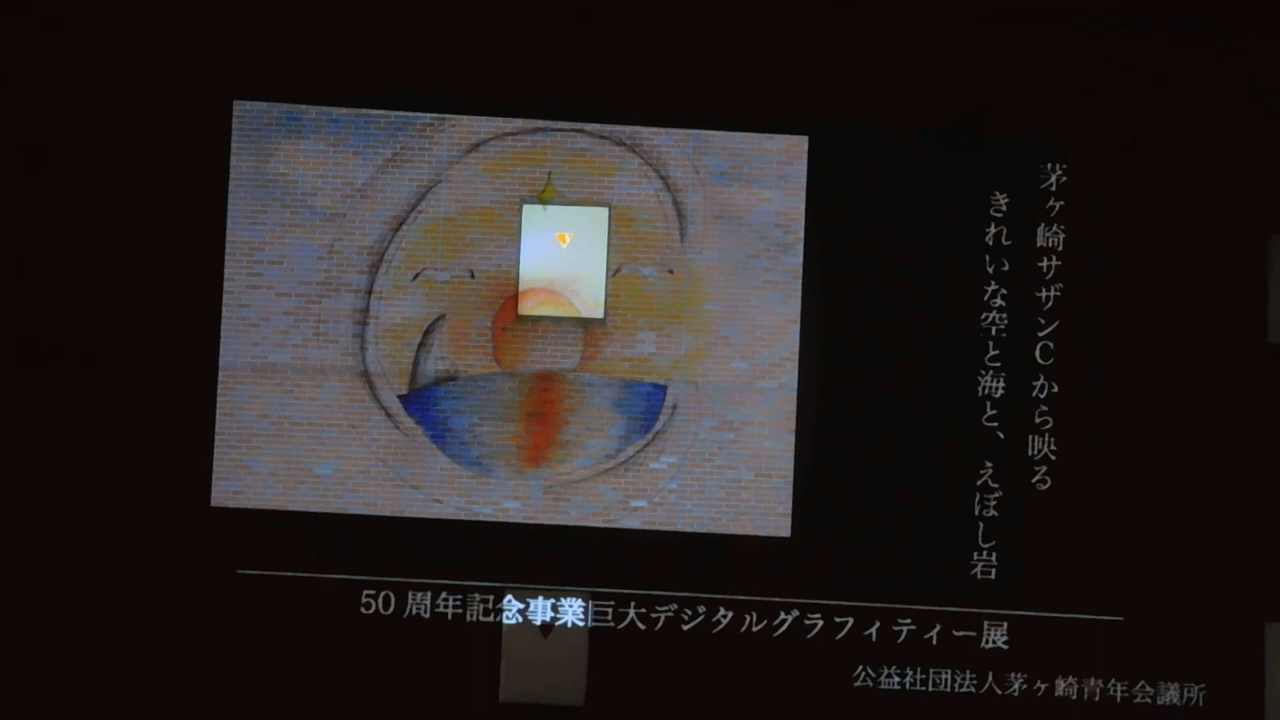 茅ヶ崎サザンCから映る
きれいな空と海と、えぼし岩
50周年記念事業巨大デジタルグラフィティー展
公益社団法人茅ヶ崎青年会議所